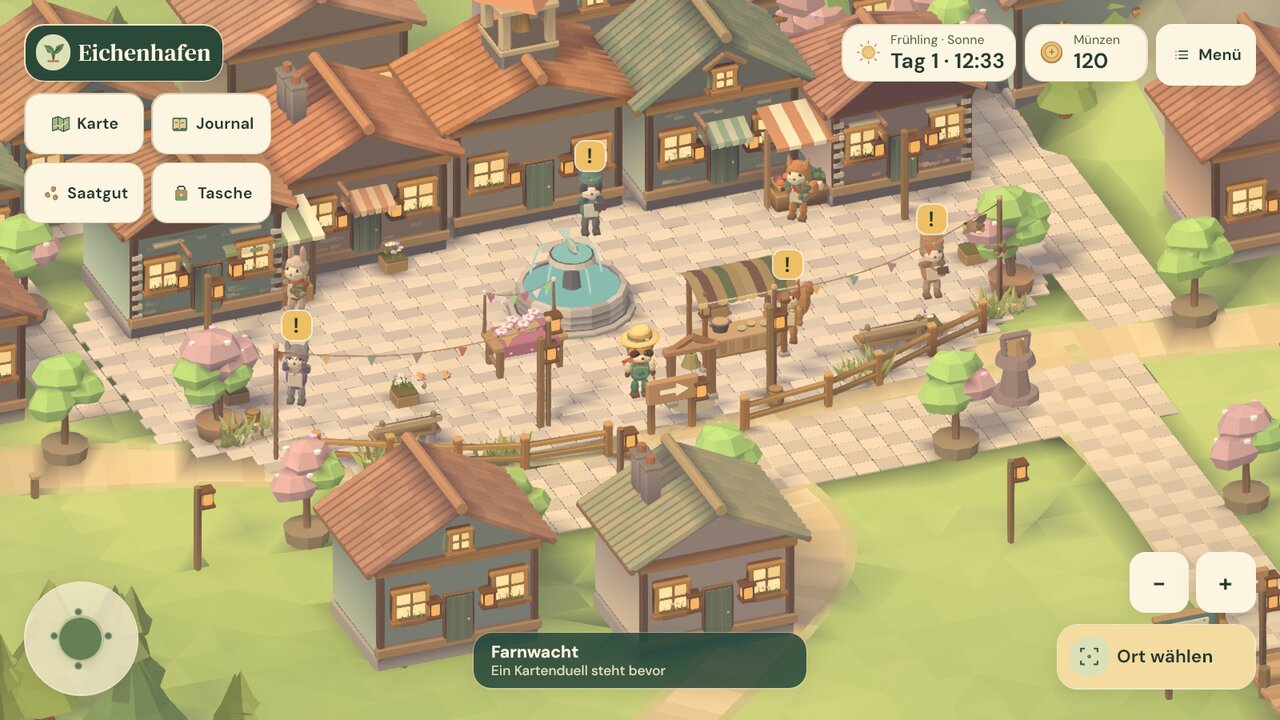 Eichenhafen
Karte
Journal
Saatgut
Tasche
Frühling · Sonne
Tag 1 · 12:33
Münzen
120
Menü
!
!
!
!
!
Farnwacht
Ein Kartenduell steht bevor
−
+
Ort wählen